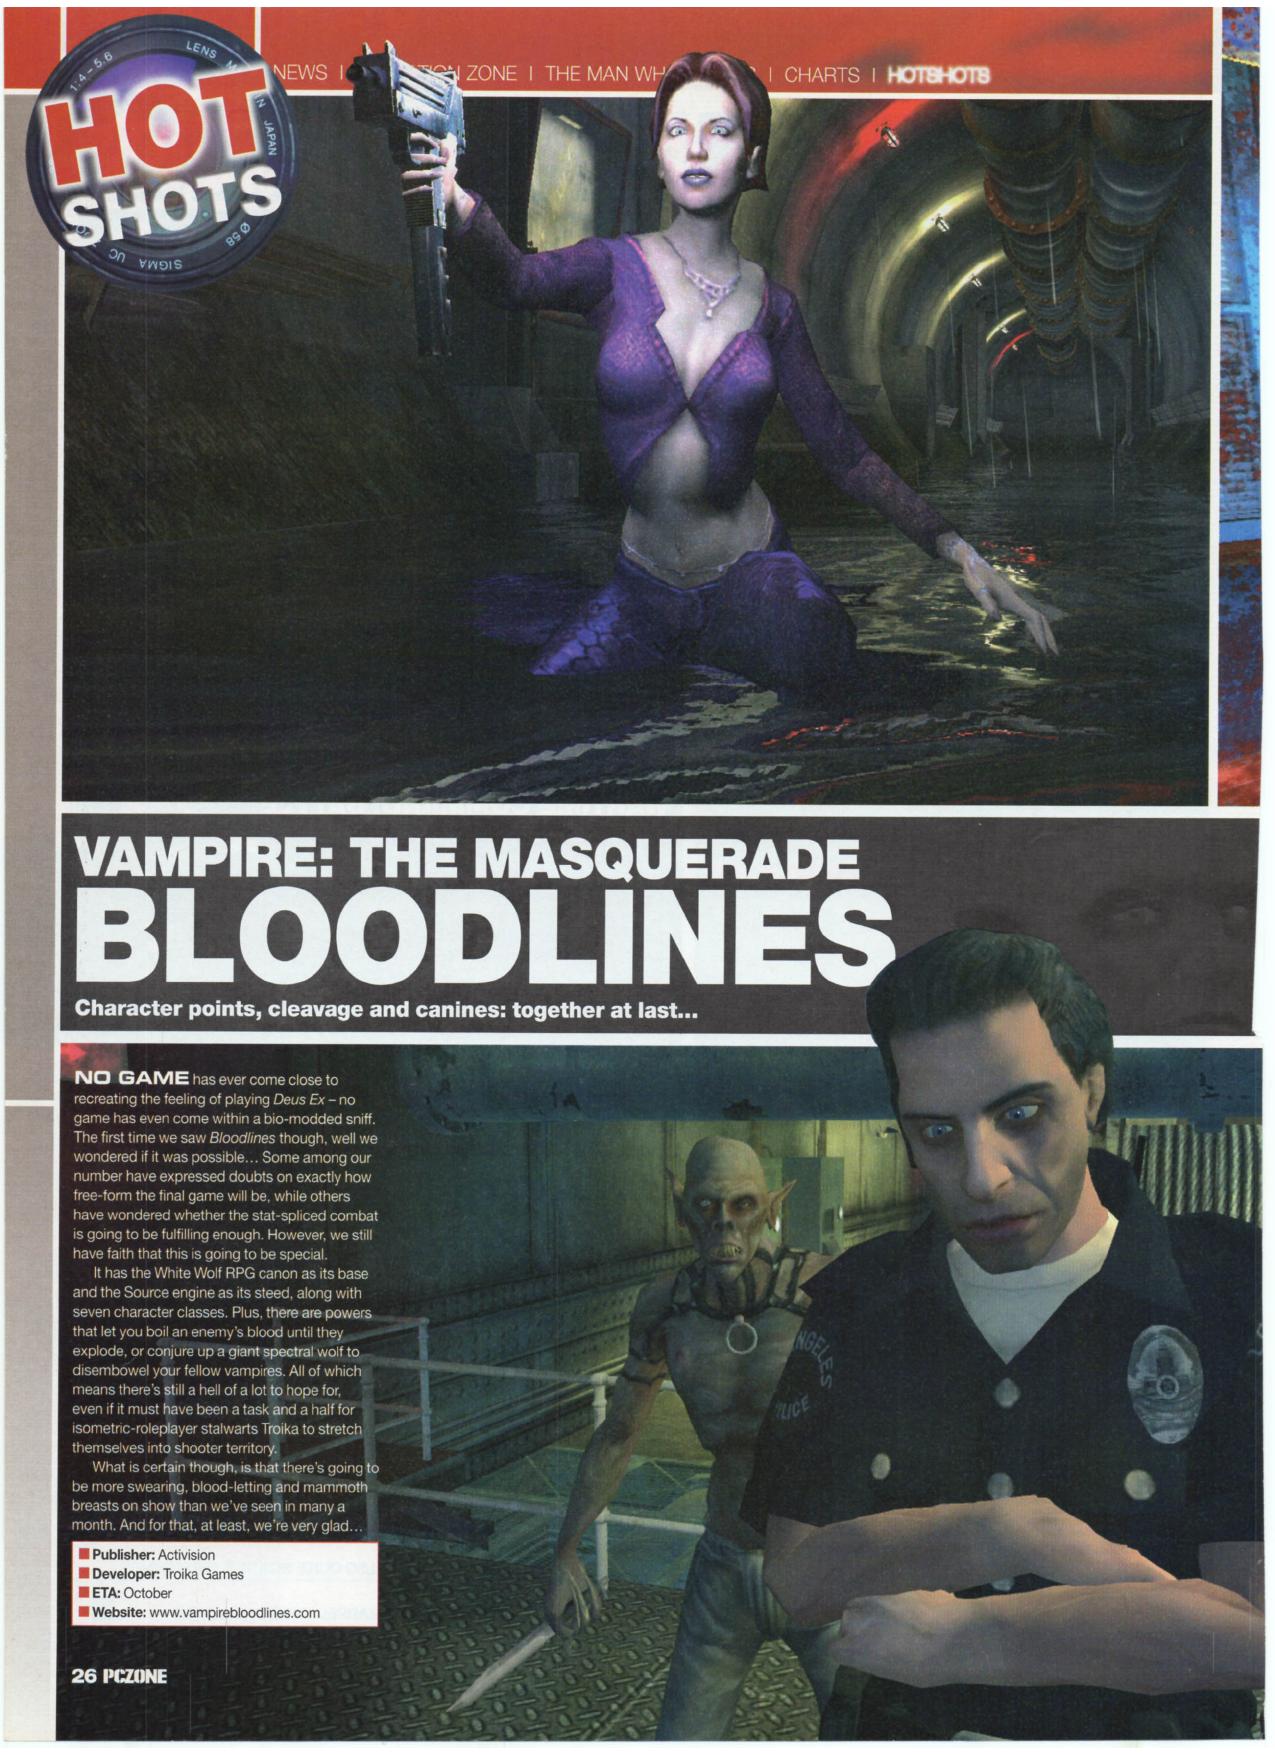 NEWS | TION ZONE | THE MAN WH | CHARTS | HOTSHOTS
1:4-5.6
LENS
JAPAN
HOT
SHOTS
Ø58
SIGMA UC
VAMPIRE: THE MASQUERADE
BLOODLINES
Character points, cleavage and canines: together at last...
NO GAME has ever come close to
recreating the feeling of playing Deus Ex – no
game has even come within a bio-modded sniff.
The first time we saw Bloodlines though, well we
wondered if it was possible... Some among our
number have expressed doubts on exactly how
free-form the final game will be, while others
have wondered whether the stat-spliced combat
is going to be fulfilling enough. However, we still
have faith that this is going to be special.
It has the White Wolf RPG canon as its base
and the Source engine as its steed, along with
seven character classes. Plus, there are powers
that let you boil an enemy's blood until they
explode, or conjure up a giant spectral wolf to
disembowel your fellow vampires. All of which
means there's still a hell of a lot to hope for,
even if it must have been a task and a half for
isometric-roleplayer stalwarts Troika to stretch
themselves into shooter territory.
What is certain though, is that there's going to
be more swearing, blood-letting and mammoth
breasts on show than we've seen in many a
month. And for that, at least, we're very glad...
Publisher: Activision
Developer: Troika Games
ETA: October
Website: www.vampirebloodlines.com
NGELES
LICE
26 PCZONE